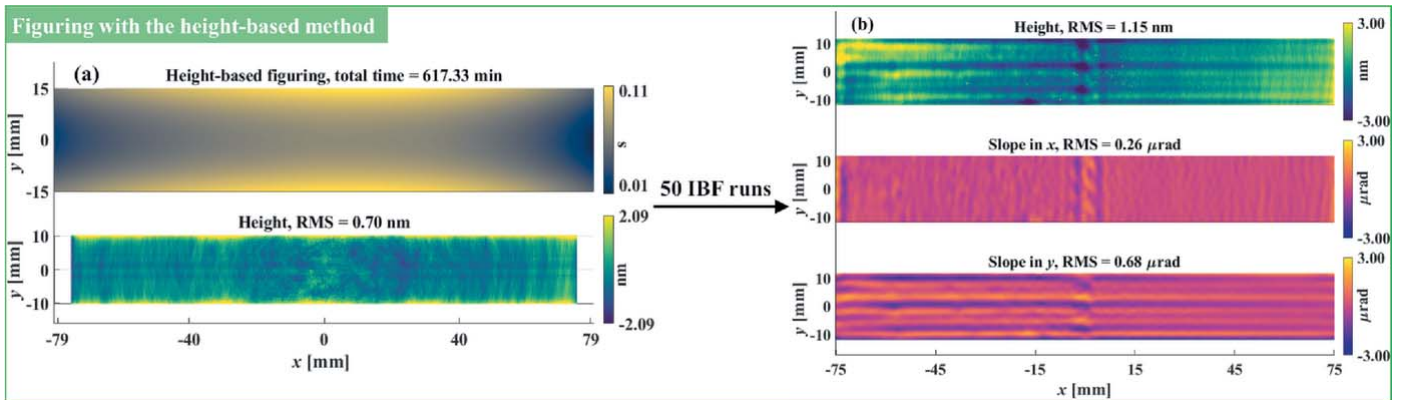 Figuring with the height-based method
(a)
Height-based figuring, total time = 617.33 min
15
0
-15
y [mm]
0.11
s
0.01
Height, RMS = 0.70 nm
10
0
-10
y [mm]
2.09
nm
-2.09
-79
-40
0
40
79
x [mm]
50 IBF runs
(b)
Height, RMS = 1.15 nm
10
0
-10
y [mm]
3.00
nm
-3.00
Slope in x, RMS = 0.26 μrad
10
0
-10
y [mm]
3.00
μrad
-3.00
Slope in y, RMS = 0.68 μrad
10
0
-10
y [mm]
3.00
μrad
-3.00
-75
-45
-15
15
45
75
x [mm]